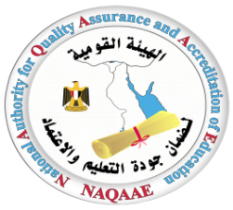 National Authority for Quality Assurance and Accreditation of Education
الهيئة القومية
لضمان جودة التعليم والاعتماد
NAQAAE